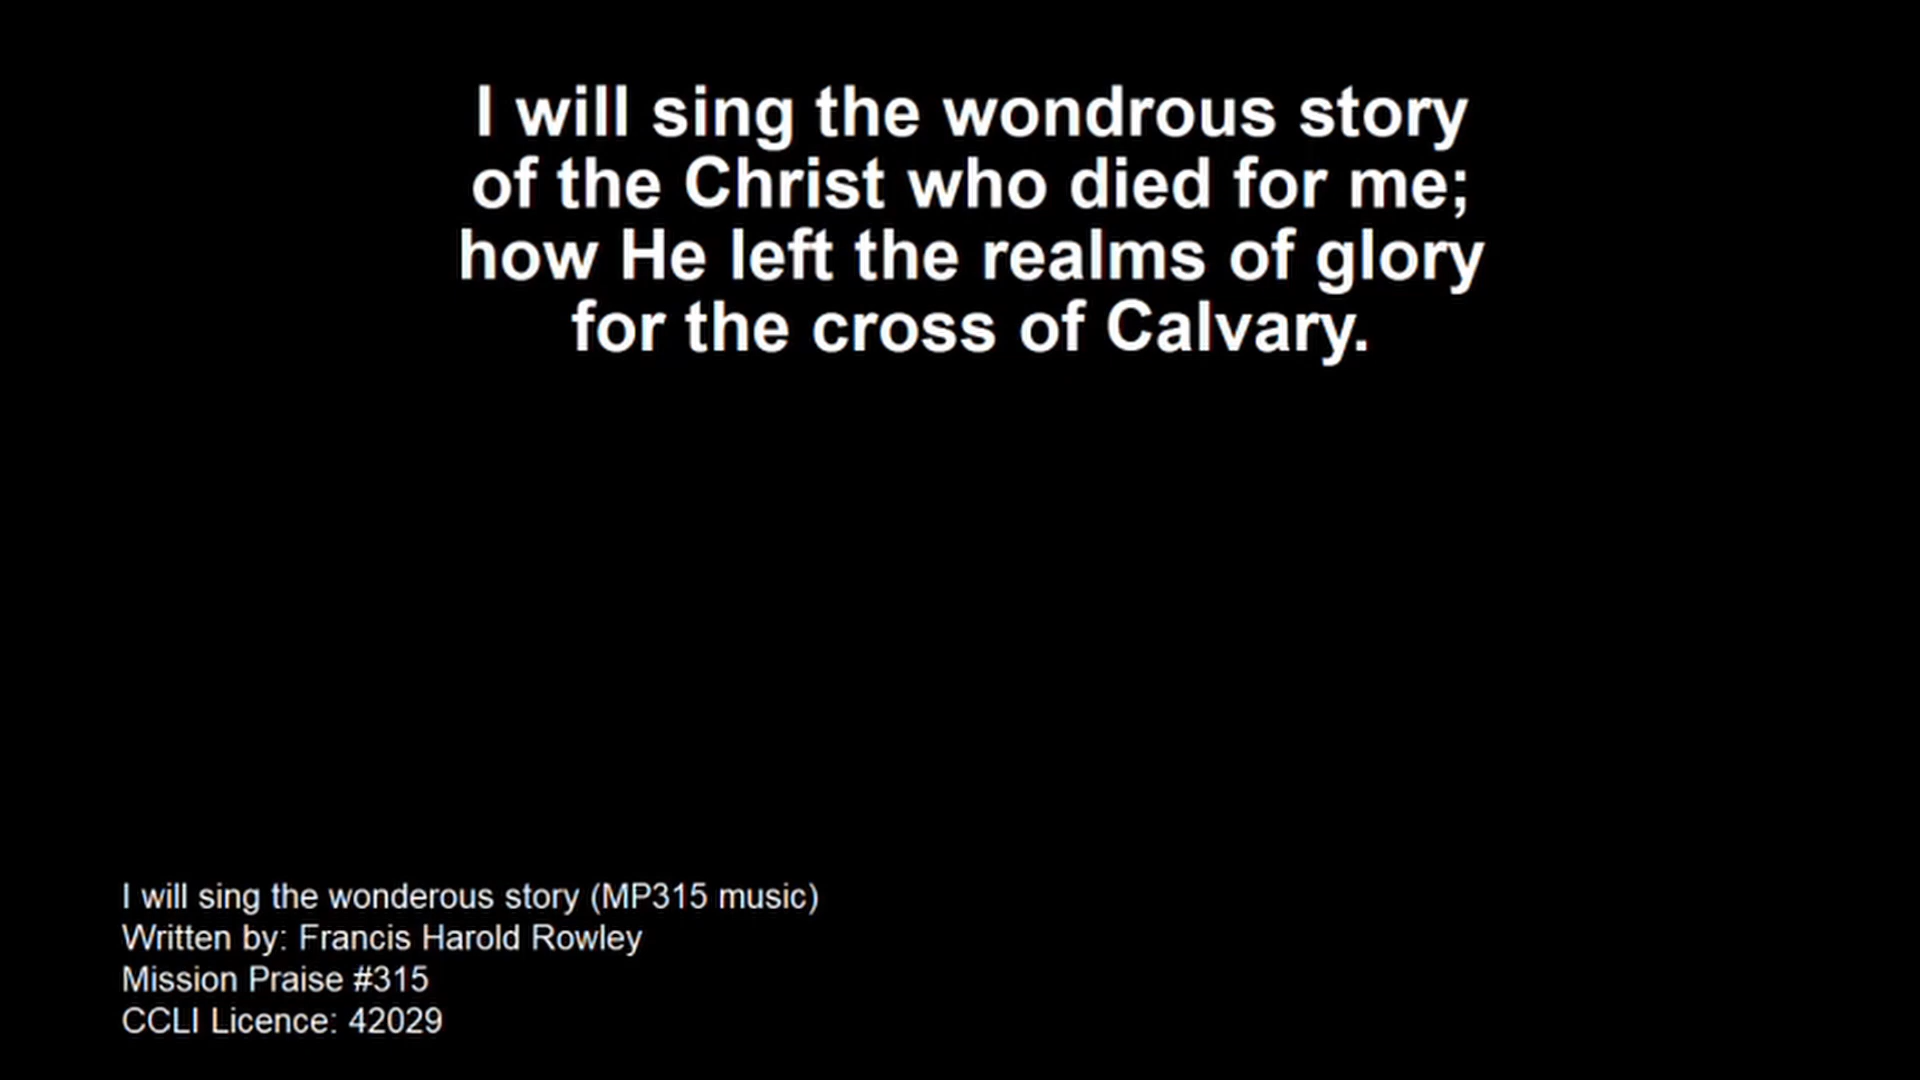 I will sing the wondrous story
of the Christ who died for me;
how He left the realms of glory
for the cross of Calvary.
I will sing the wonderous story (MP315 music)
Written by: Francis Harold Rowley
Mission Praise #315
CCLI Licence: 42029